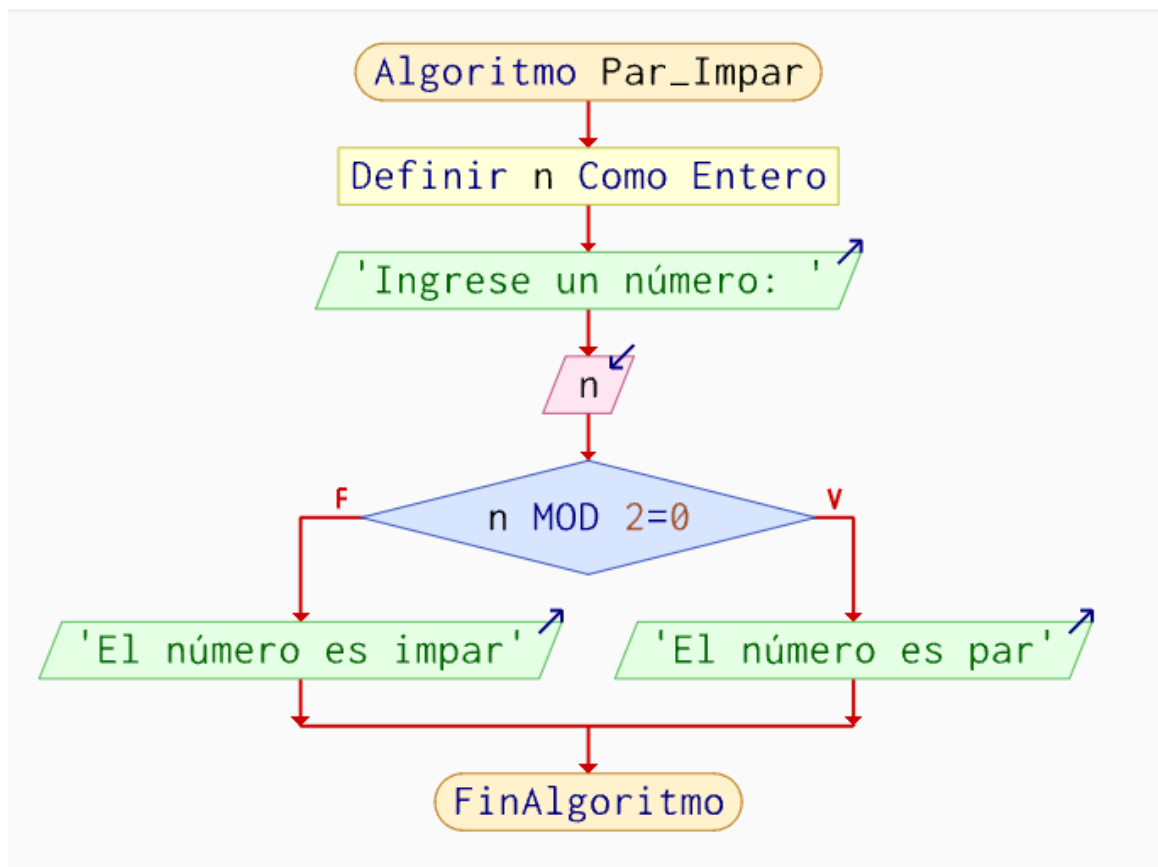 Algoritmo Par_Impar
Definir n Como Entero
'Ingrese un número: '
n
F
V
n MOD 2=0
'El número es impar'
'El número es par'
FinAlgoritmo